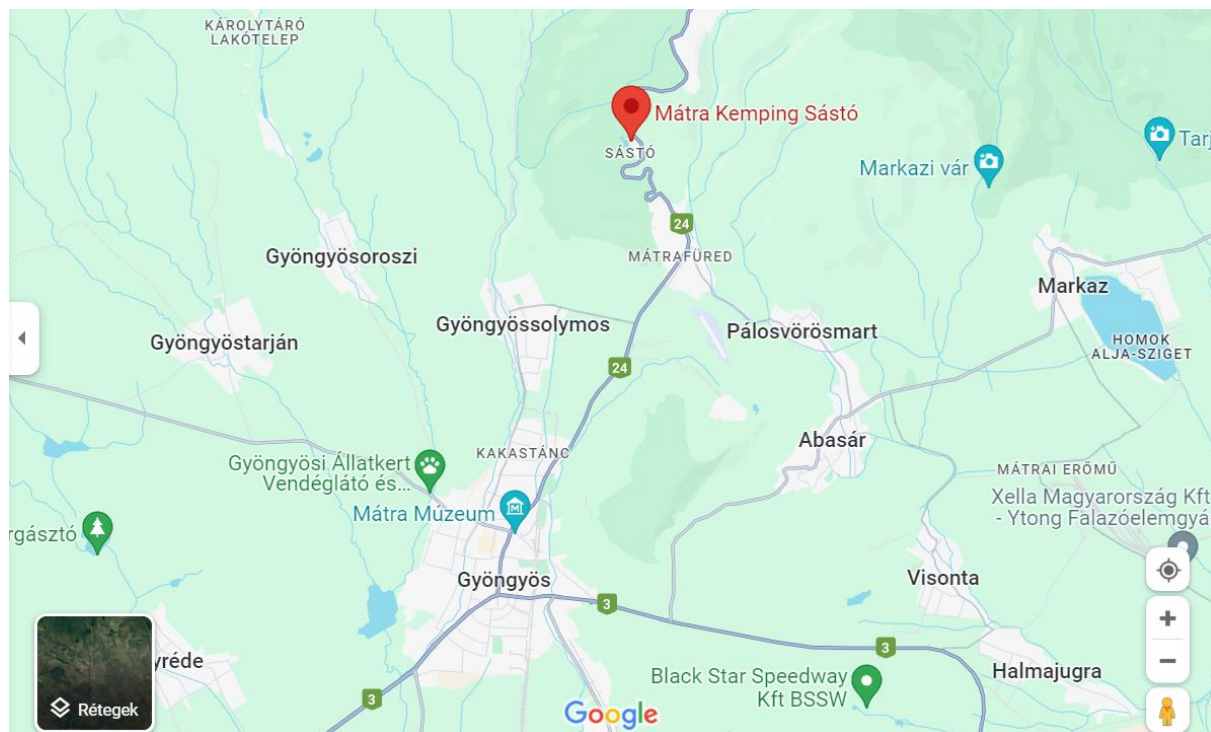 KÁROLYTÁRÓ
LAKÓTELEP
Mátra Kemping Sástó
SÁSTÓ
Tarj
Markazi vár
24
MÁTRAFÜRED
Gyöngyösoroszi
Markaz
Gyöngyössolymos
Pálosvörösmart
Gyöngyöstarján
HOMOK
ALJA-SZIGET
24
Abasár
KAKASTÁNC
Gyöngyösi Állatkert
Vendéglátó és...
MÁTRAI ERŐMŰ
Xella Magyarország Kft
- Ytong Falazóelemgyá
Mátra Múzeum
M
rgásztó
Gyöngyös
Visonta
3
3
yréde
Halmajugra
Black Star Speedway
Kft BSSW
3
Rétegek
Google